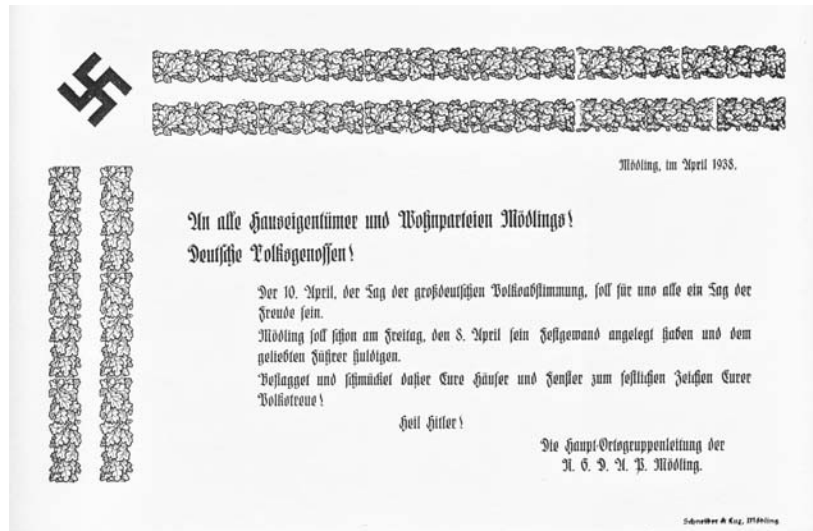 Mödling, im April 1938.
An alle Hauseigentümer und Wohnparteien Mödlings!
Deutsche Volksgenossen!
Der 10. April, der Tag der großdeutschen Volksabstimmung, soll für uns alle ein Tag der
Freude sein.
Mödling soll schon am Freitag, den 8. April sein Festgewand angelegt haben und dem
geliebten Führer huldigen.
Beflagget und schmücket daher Eure Häuser und Fenster zum festlichen Zeichen Eurer
Volkstreue!
Heil Hitler!
Die Haupt-Ortsgruppenleitung der
N. S. D. A. P. Mödling.
Schreiber & Lug, Mödling